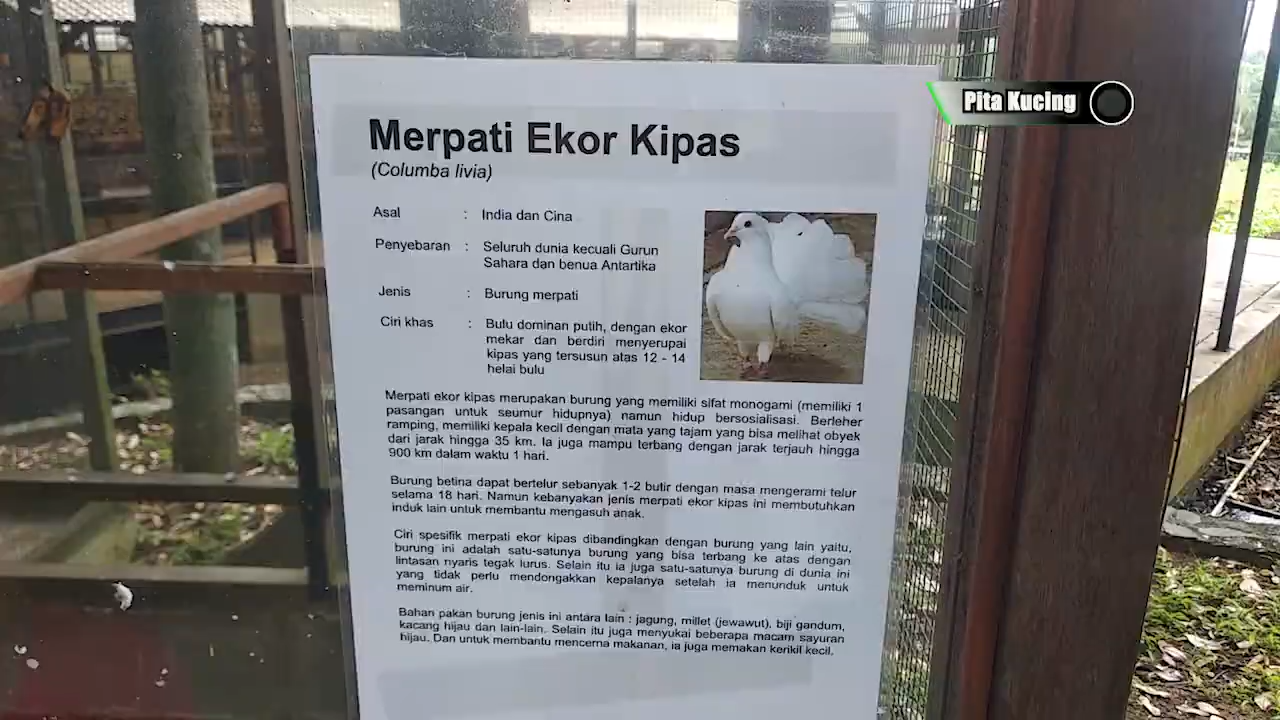 Pita Kucing
Merpati Ekor Kipas
(Columba livia)
Asal : India dan Cina
Penyebaran : Seluruh dunia kecuali Gurun
Sahara dan benua Antartika
Jenis : Burung merpati
Ciri khas : Bulu dominan putih, dengan ekor
mekar dan berdiri menyerupai
kipas yang tersusun atas 12 - 14
helai bulu
Merpati ekor kipas merupakan burung yang memiliki sifat monogami (memiliki 1
pasangan untuk seumur hidupnya) namun hidup bersosialisasi. Berleher
ramping, memiliki kepala kecil dengan mata yang tajam yang bisa melihat obyek
dari jarak hingga 35 km. Ia juga mampu terbang dengan jarak terjauh hingga
900 km dalam waktu 1 hari.
Burung betina dapat bertelur sebanyak 1-2 butir dengan masa mengerami telur
selama 18 hari. Namun kebanyakan jenis merpati ekor kipas ini membutuhkan
induk lain untuk membantu mengasuh anak.
Ciri spesifik merpati ekor kipas dibandingkan dengan burung yang lain yaitu,
burung ini adalah satu-satunya burung yang bisa terbang ke atas dengan
lintasan nyaris tegak lurus. Selain itu ia juga satu-satunya burung di dunia ini
yang tidak perlu mendongakkan kepalanya setelah ia menunduk untuk
meminum air.
Bahan pakan burung jenis ini antara lain : jagung, millet (jewawut), biji gandum,
kacang hijau dan lain-lain. Selain itu juga menyukai beberapa macam sayuran
hijau. Dan untuk membantu mencerna makanan, ia juga memakan kerikil kecil.